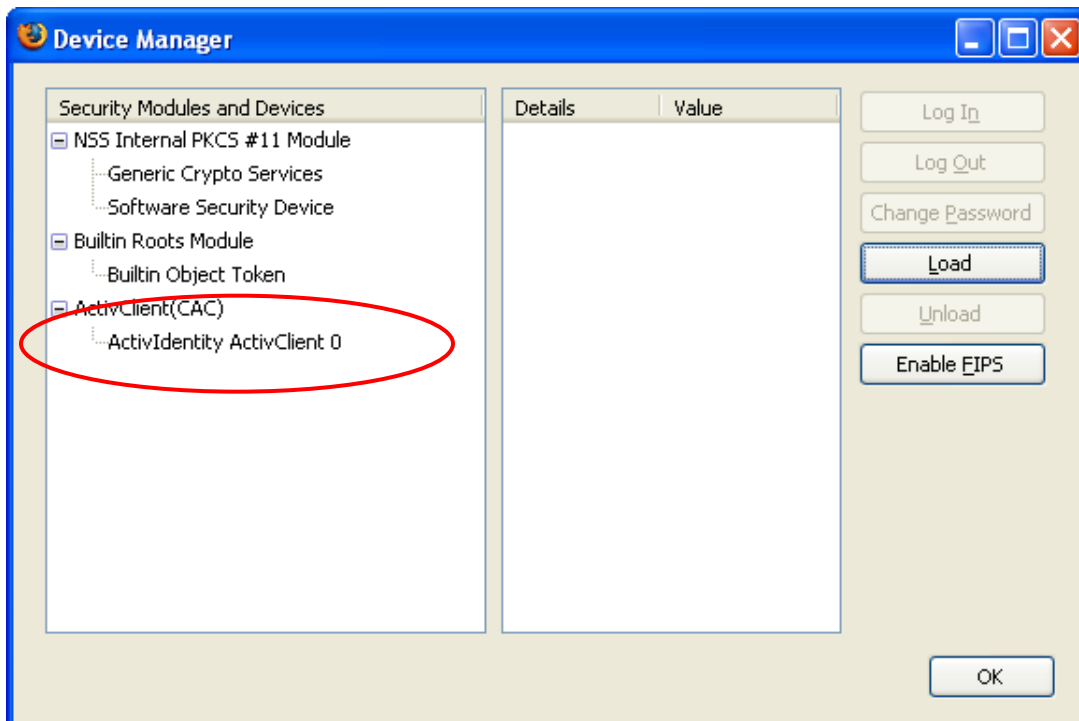 Device Manager
Security Modules and Devices
Details
Value
NSS Internal PKCS #11 Module
Generic Crypto Services
Software Security Device
Builtin Roots Module
Builtin Object Token
ActivClient(CAC)
ActivIdentity ActivClient 0
Log In
Log Out
Change Password
Load
Unload
Enable FIPS
OK